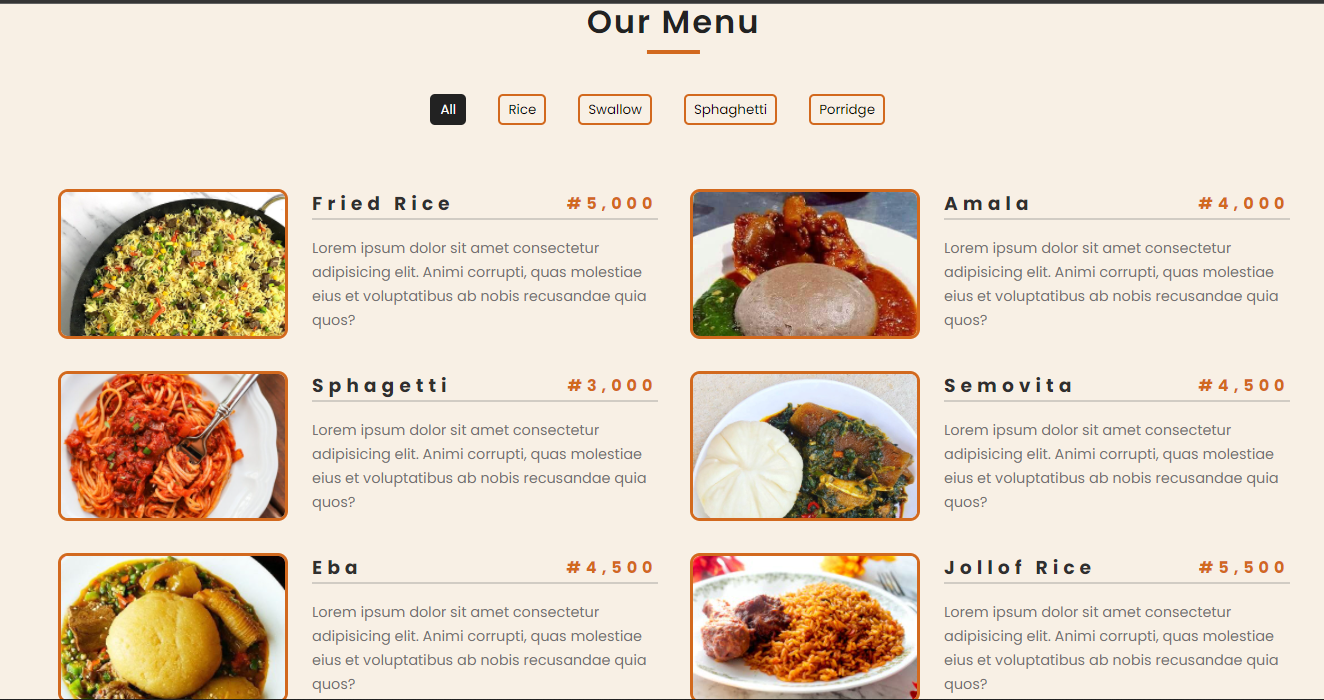 Our Menu
All
Rice
Swallow
Sphaghetti
Porridge
Fried Rice
#5,000
Lorem ipsum dolor sit amet consectetur
adipisicing elit. Animi corrupti, quas molestiae
eius et voluptatibus ab nobis recusandae quia
quos?
Amala
#4,000
Lorem ipsum dolor sit amet consectetur
adipisicing elit. Animi corrupti, quas molestiae
eius et voluptatibus ab nobis recusandae quia
quos?
Sphagetti
#3,000
Lorem ipsum dolor sit amet consectetur
adipisicing elit. Animi corrupti, quas molestiae
eius et voluptatibus ab nobis recusandae quia
quos?
Semovita
#4,500
Lorem ipsum dolor sit amet consectetur
adipisicing elit. Animi corrupti, quas molestiae
eius et voluptatibus ab nobis recusandae quia
quos?
Eba
#4,500
Lorem ipsum dolor sit amet consectetur
adipisicing elit. Animi corrupti, quas molestiae
eius et voluptatibus ab nobis recusandae quia
quos?
Jollof Rice
#5,500
Lorem ipsum dolor sit amet consectetur
adipisicing elit. Animi corrupti, quas molestiae
eius et voluptatibus ab nobis recusandae quia
quos?